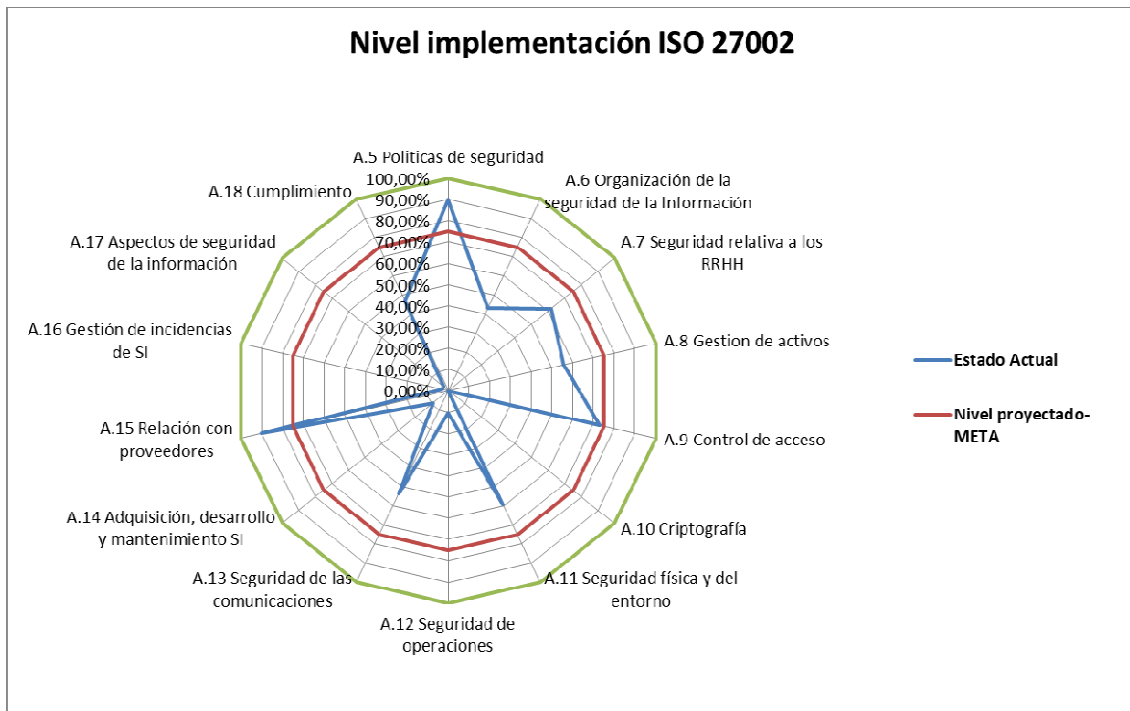 Nivel implementación ISO 27002
A.5 Políticas de seguridad
A.6 Organización de la
seguridad de la Información
A.7 Seguridad relativa a los
RRHH
A.8 Gestion de activos
A.9 Control de acceso
A.10 Criptografía
A.11 Seguridad física y del
entorno
A.12 Seguridad de
operaciones
A.13 Seguridad de las
comunicaciones
A.14 Adquisición, desarrollo
y mantenimiento SI
A.15 Relación con
proveedores
A.16 Gestión de incidencias
de SI
A.17 Aspectos de seguridad
de la información
A.18 Cumplimiento
100,00%
90,00%
80,00%
70,00%
60,00%
50,00%
40,00%
30,00%
20,00%
10,00%
0,00%
Estado Actual
Nivel proyectado-
META